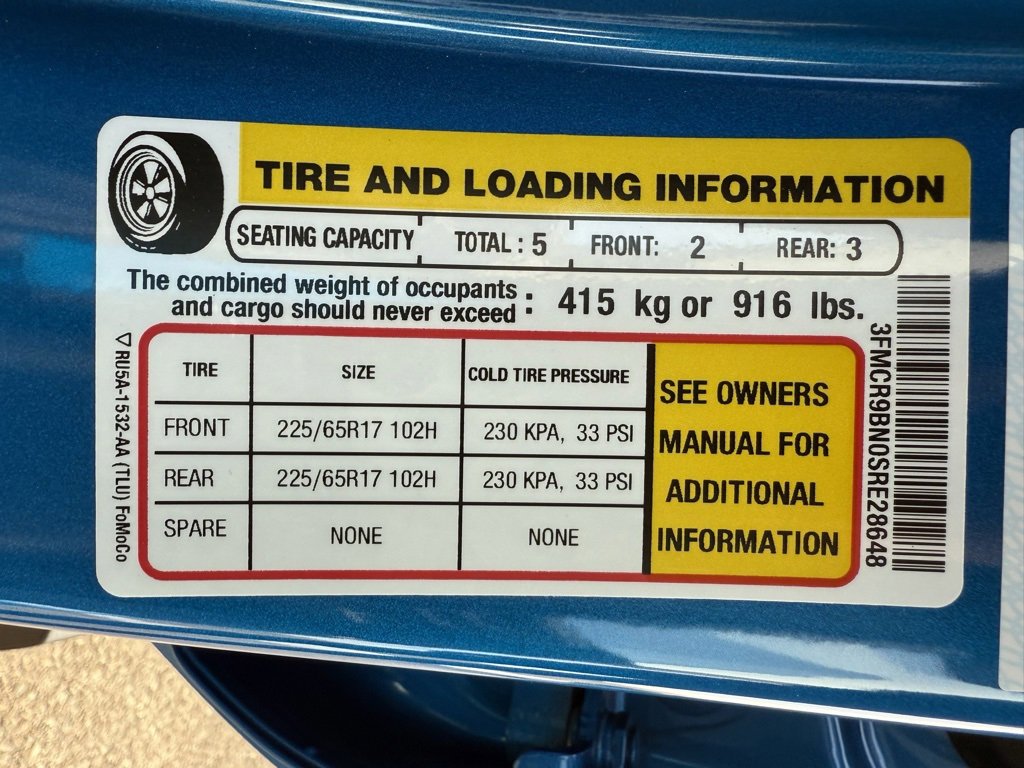 TIRE AND LOADING INFORMATION
SEATING CAPACITY TOTAL : 5 FRONT: 2 REAR: 3
The combined weight of occupants
and cargo should never exceed : 415 kg or 916 lbs.
TIRE SIZE COLD TIRE PRESSURE
FRONT 225/65R17 102H 230 KPA, 33 PSI
REAR 225/65R17 102H 230 KPA, 33 PSI
SPARE NONE NONE
SEE OWNERS
MANUAL FOR
ADDITIONAL
INFORMATION
3FMCR9BN0SRE28648
▽ RU5A-1532-AA (TLU) FoMoCo